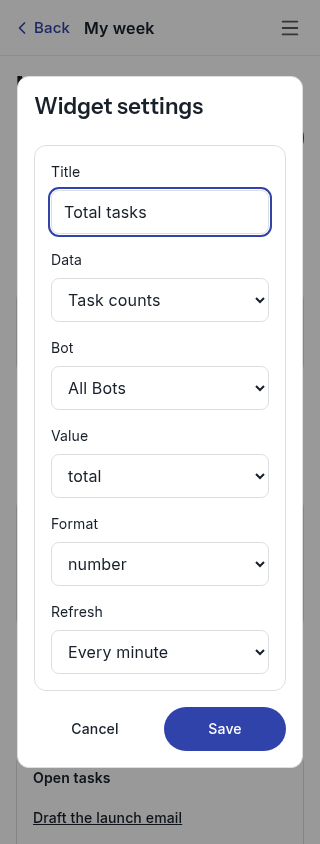 Back
My week
Widget settings
Title
Total tasks
Data
Task counts
Bot
All Bots
Value
total
Format
number
Refresh
Every minute
Cancel
Save
Open tasks
Draft the launch email